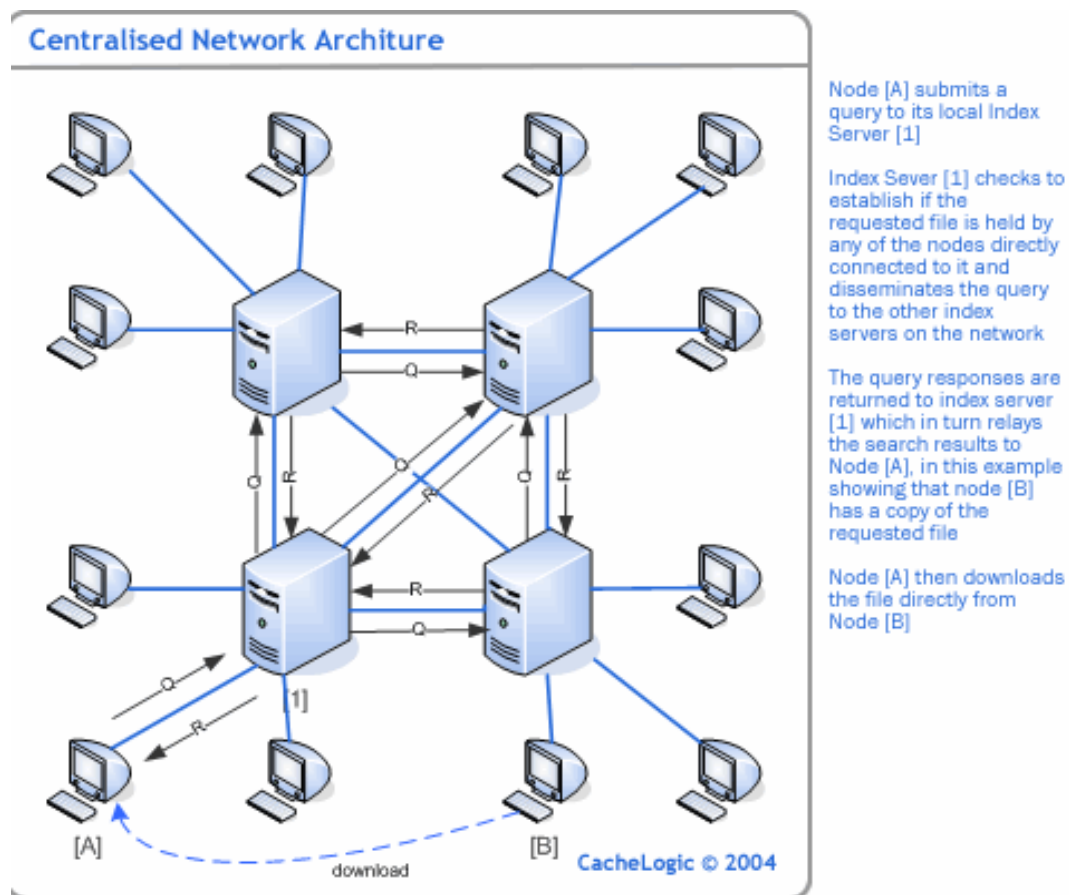 Centralised Network Architure
Node [A] submits a
query to its local Index
Server [1]
Index Sever [1] checks to
establish if the
requested file is held by
any of the nodes directly
connected to it and
disseminates the query
to the other index
servers on the network
The query responses are
returned to index server
[1] which in turn relays
the search results to
Node [A], in this example
showing that node [B]
has a copy of the
requested file
Node [A] then downloads
the file directly from
Node [B]
R
Q
Q
R
Q
R
Q
R
R
Q
Q
R
[1]
[A]
[B]
download
CacheLogic © 2004